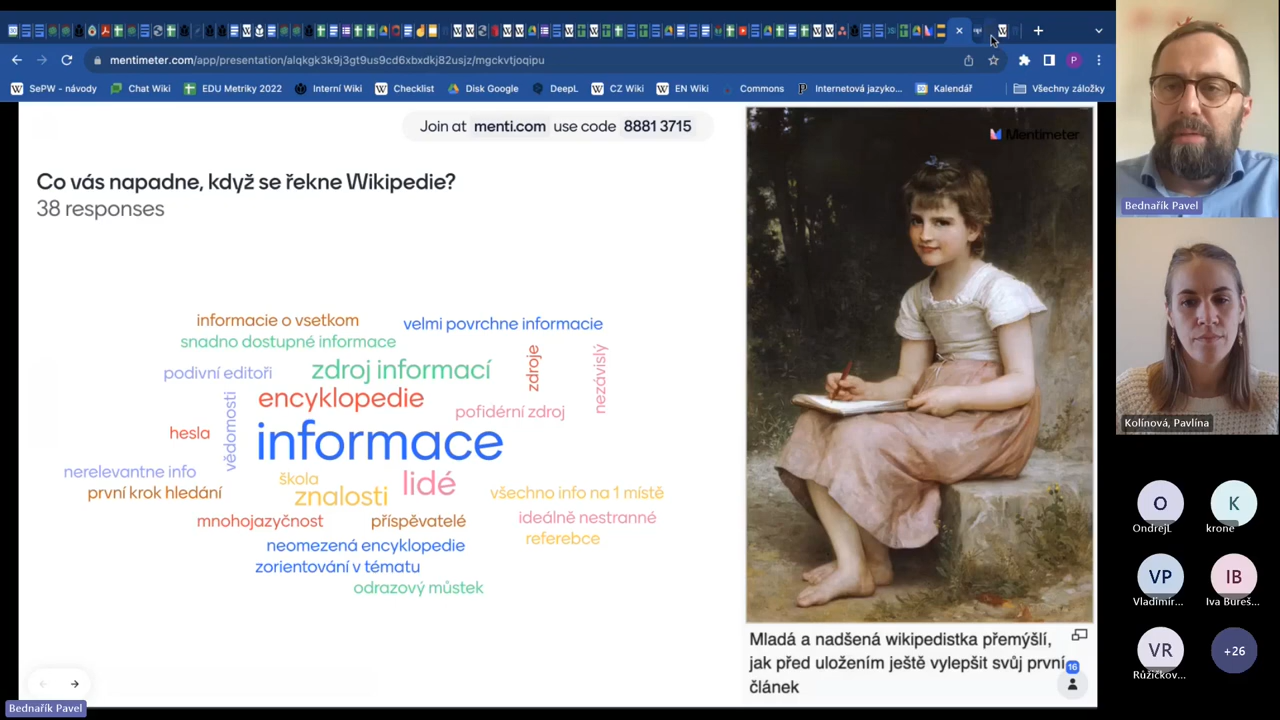 mentimeter.com/app/presentation/alqkgk3k9j3gt9us9cd6xbxdkj82usjz/mgckvtjoqipu
P
SePW - návody
Chat Wiki
EDU Metriky 2022
Interní Wiki
Checklist
Disk Google
DeepL
CZ Wiki
EN Wiki
Commons
Internetová jazyko...
Kalendář
Všechny záložky
Join at menti.com use code 8881 3715
Mentimeter
Co vás napadne, když se řekne Wikipedie?
38 responses
informacie o vsetkom
velmi povrchne informacie
snadno dostupné informace
podivní editoři
zdroj informací
zdroje
nezávislý
encyklopedie
pofidérní zdroj
vědomosti
hesla
informace
nerelevantne info
škola
lidé
první krok hledání
znalosti
všechno info na 1 místě
mnohojazyčnost
příspěvatelé
ideálně nestranné
referebce
neomezená encyklopedie
zorientování v tématu
odrazový můstek
Mladá a nadšená wikipedistka přemýšlí,
jak před uložením ještě vylepšit svůj první
článek
16
Bednařík Pavel
Bednařík Pavel
Kolínová, Pavlína
O
OndrejL
K
krone
VP
Vladimír...
IB
Iva Bureš...
VR
Růžičkov...
+26